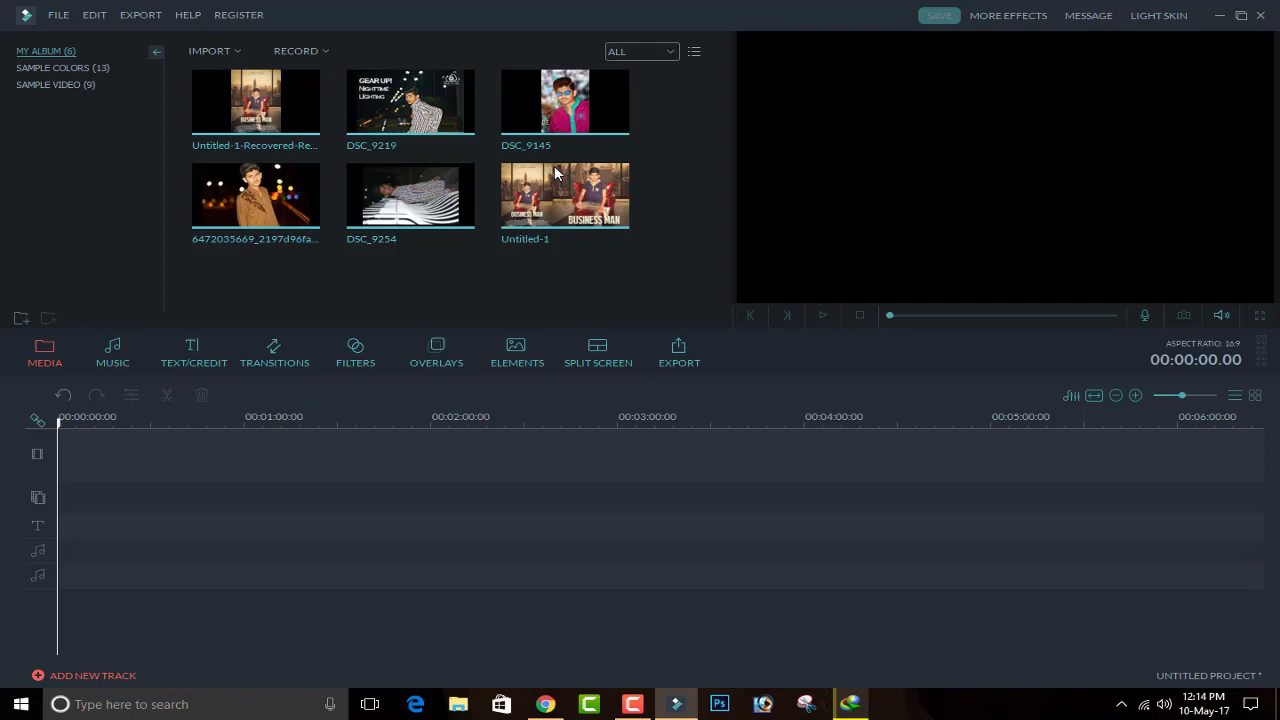 FILE EDIT EXPORT HELP REGISTER SAVE MORE EFFECTS MESSAGE LIGHT SKIN
MY ALBUM (6)
SAMPLE COLORS (13)
SAMPLE VIDEO (9)
IMPORT RECORD ALL
BUSINESS MAN
GEAR UP!
NIGHTTIME
LIGHTING
Untitled-1-Recovered-Re... DSC_9219 DSC_9145
BUSINESS MAN BUSINESS MAN
6472035669_2197d96fa... DSC_9254 Untitled-1
MEDIA MUSIC TEXT/CREDIT TRANSITIONS FILTERS OVERLAYS ELEMENTS SPLIT SCREEN EXPORT
ASPECT RATIO: 16:9
00:00:00.00
00:00:00:00 00:01:00:00 00:02:00:00 00:03:00:00 00:04:00:00 00:05:00:00 00:06:00:00
ADD NEW TRACK
UNTITLED PROJECT *
Type here to search
12:14 PM
10-May-17